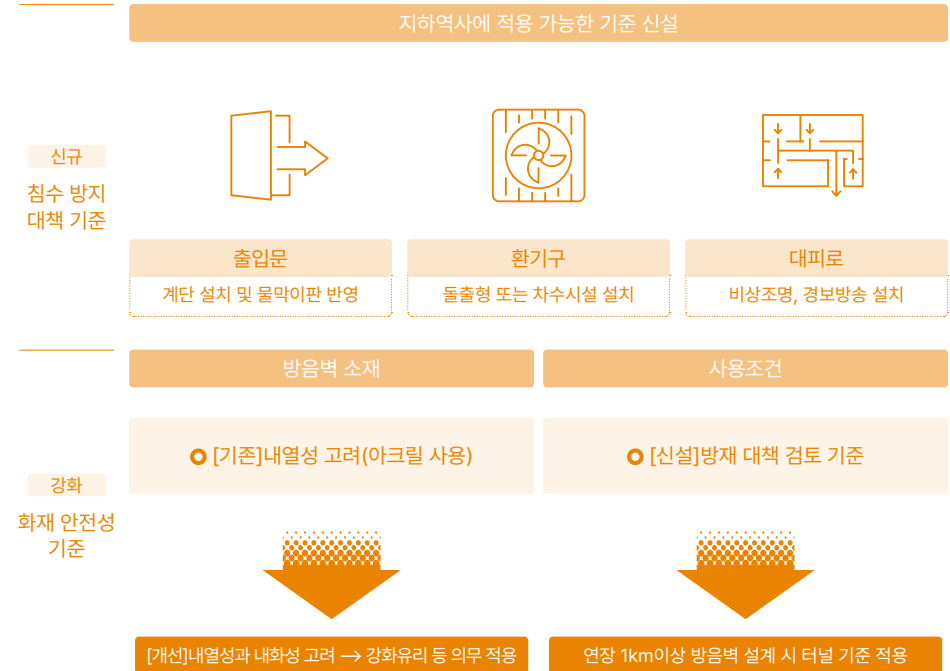 지하역사에 적용 가능한 기준 신설
신규
침수 방지
대책 기준
출입문
계단 설치 및 물막이판 반영
환기구
돌출형 또는 차수시설 설치
대피로
비상조명, 경보방송 설치
방음벽 소재
사용조건
강화
화재 안전성
기준
[기존]내열성 고려(아크릴 사용)
[신설]방재 대책 검토 기준
[개선]내열성과 내화성 고려 → 강화유리 등 의무 적용
연장 1km이상 방음벽 설계 시 터널 기준 적용